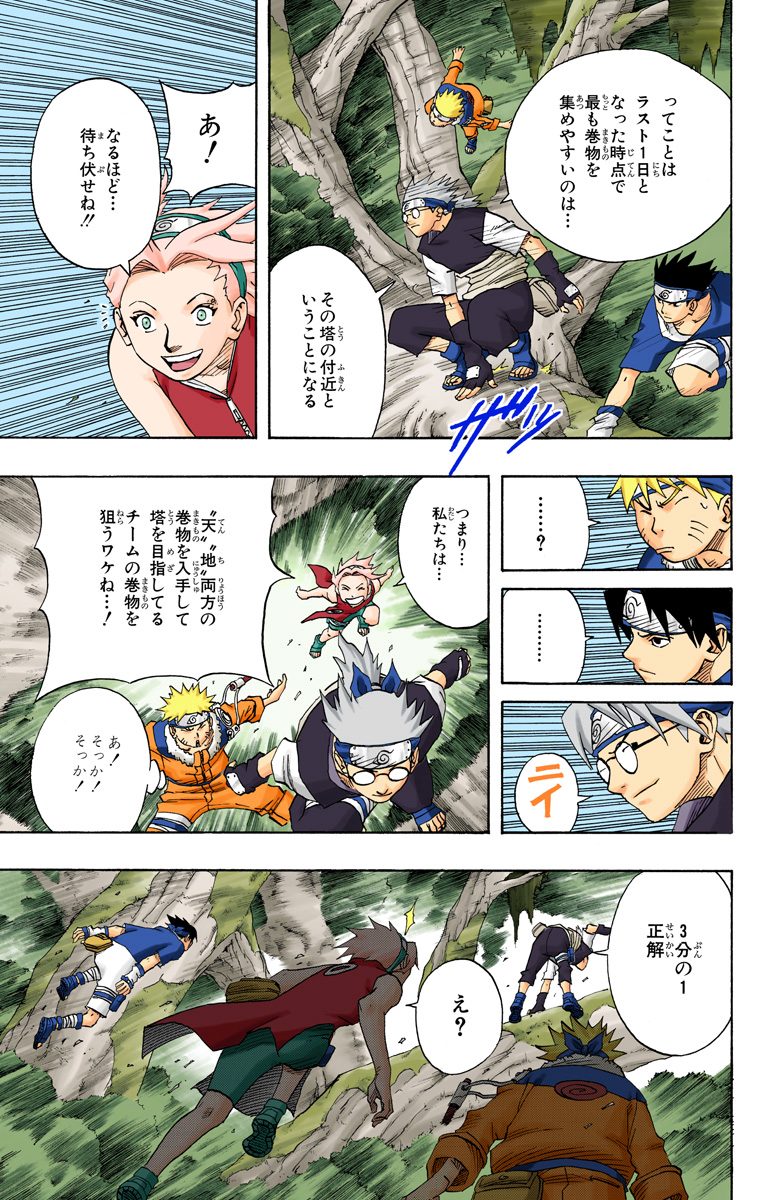 ってことは
ラスト1日と
なった時点で
最も巻物を
集めやすいのは…
その塔の付近と
いうことになる
ザザッ
あ！
なるほど…
待ち伏せね!!
………？
………
ニイ
つまり…
私たちは…
〝天〟〝地〟両方の
巻物を入手して
塔を目指してる
チームの巻物を
狙うワケね…！
あ！
そっか！
そっか！
3分の1
正解
え？